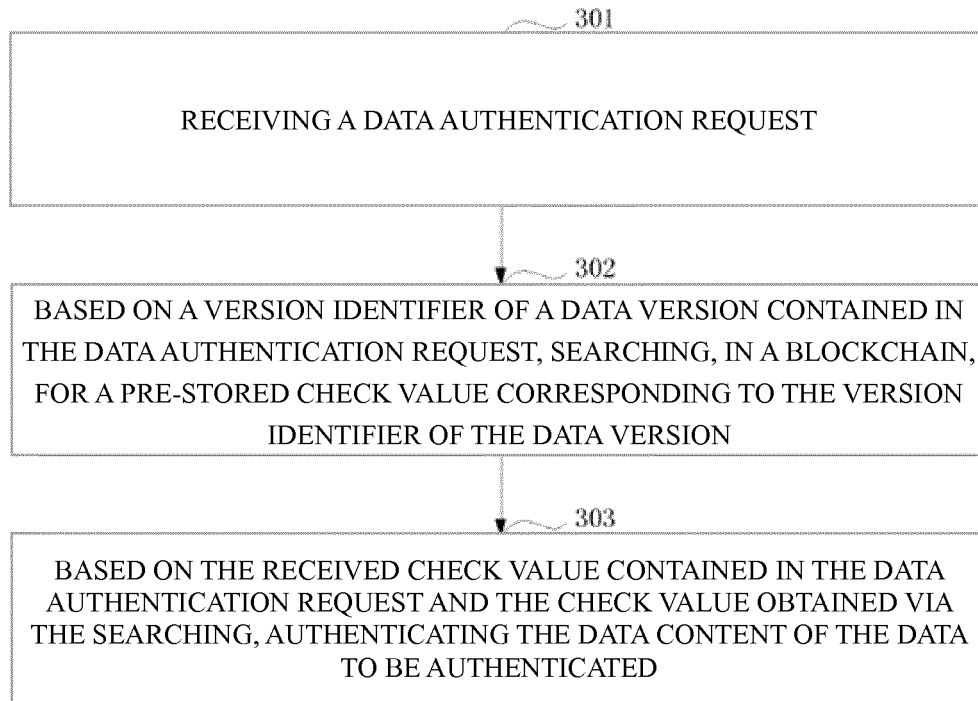 301
RECEIVING A DATA AUTHENTICATION REQUEST
302
BASED ON A VERSION IDENTIFIER OF A DATA VERSION CONTAINED IN
THE DATA AUTHENTICATION REQUEST, SEARCHING, IN A BLOCKCHAIN,
FOR A PRE-STORED CHECK VALUE CORRESPONDING TO THE VERSION
IDENTIFIER OF THE DATA VERSION
303
BASED ON THE RECEIVED CHECK VALUE CONTAINED IN THE DATA
AUTHENTICATION REQUEST AND THE CHECK VALUE OBTAINED VIA
THE SEARCHING, AUTHENTICATING THE DATA CONTENT OF THE DATA
TO BE AUTHENTICATED